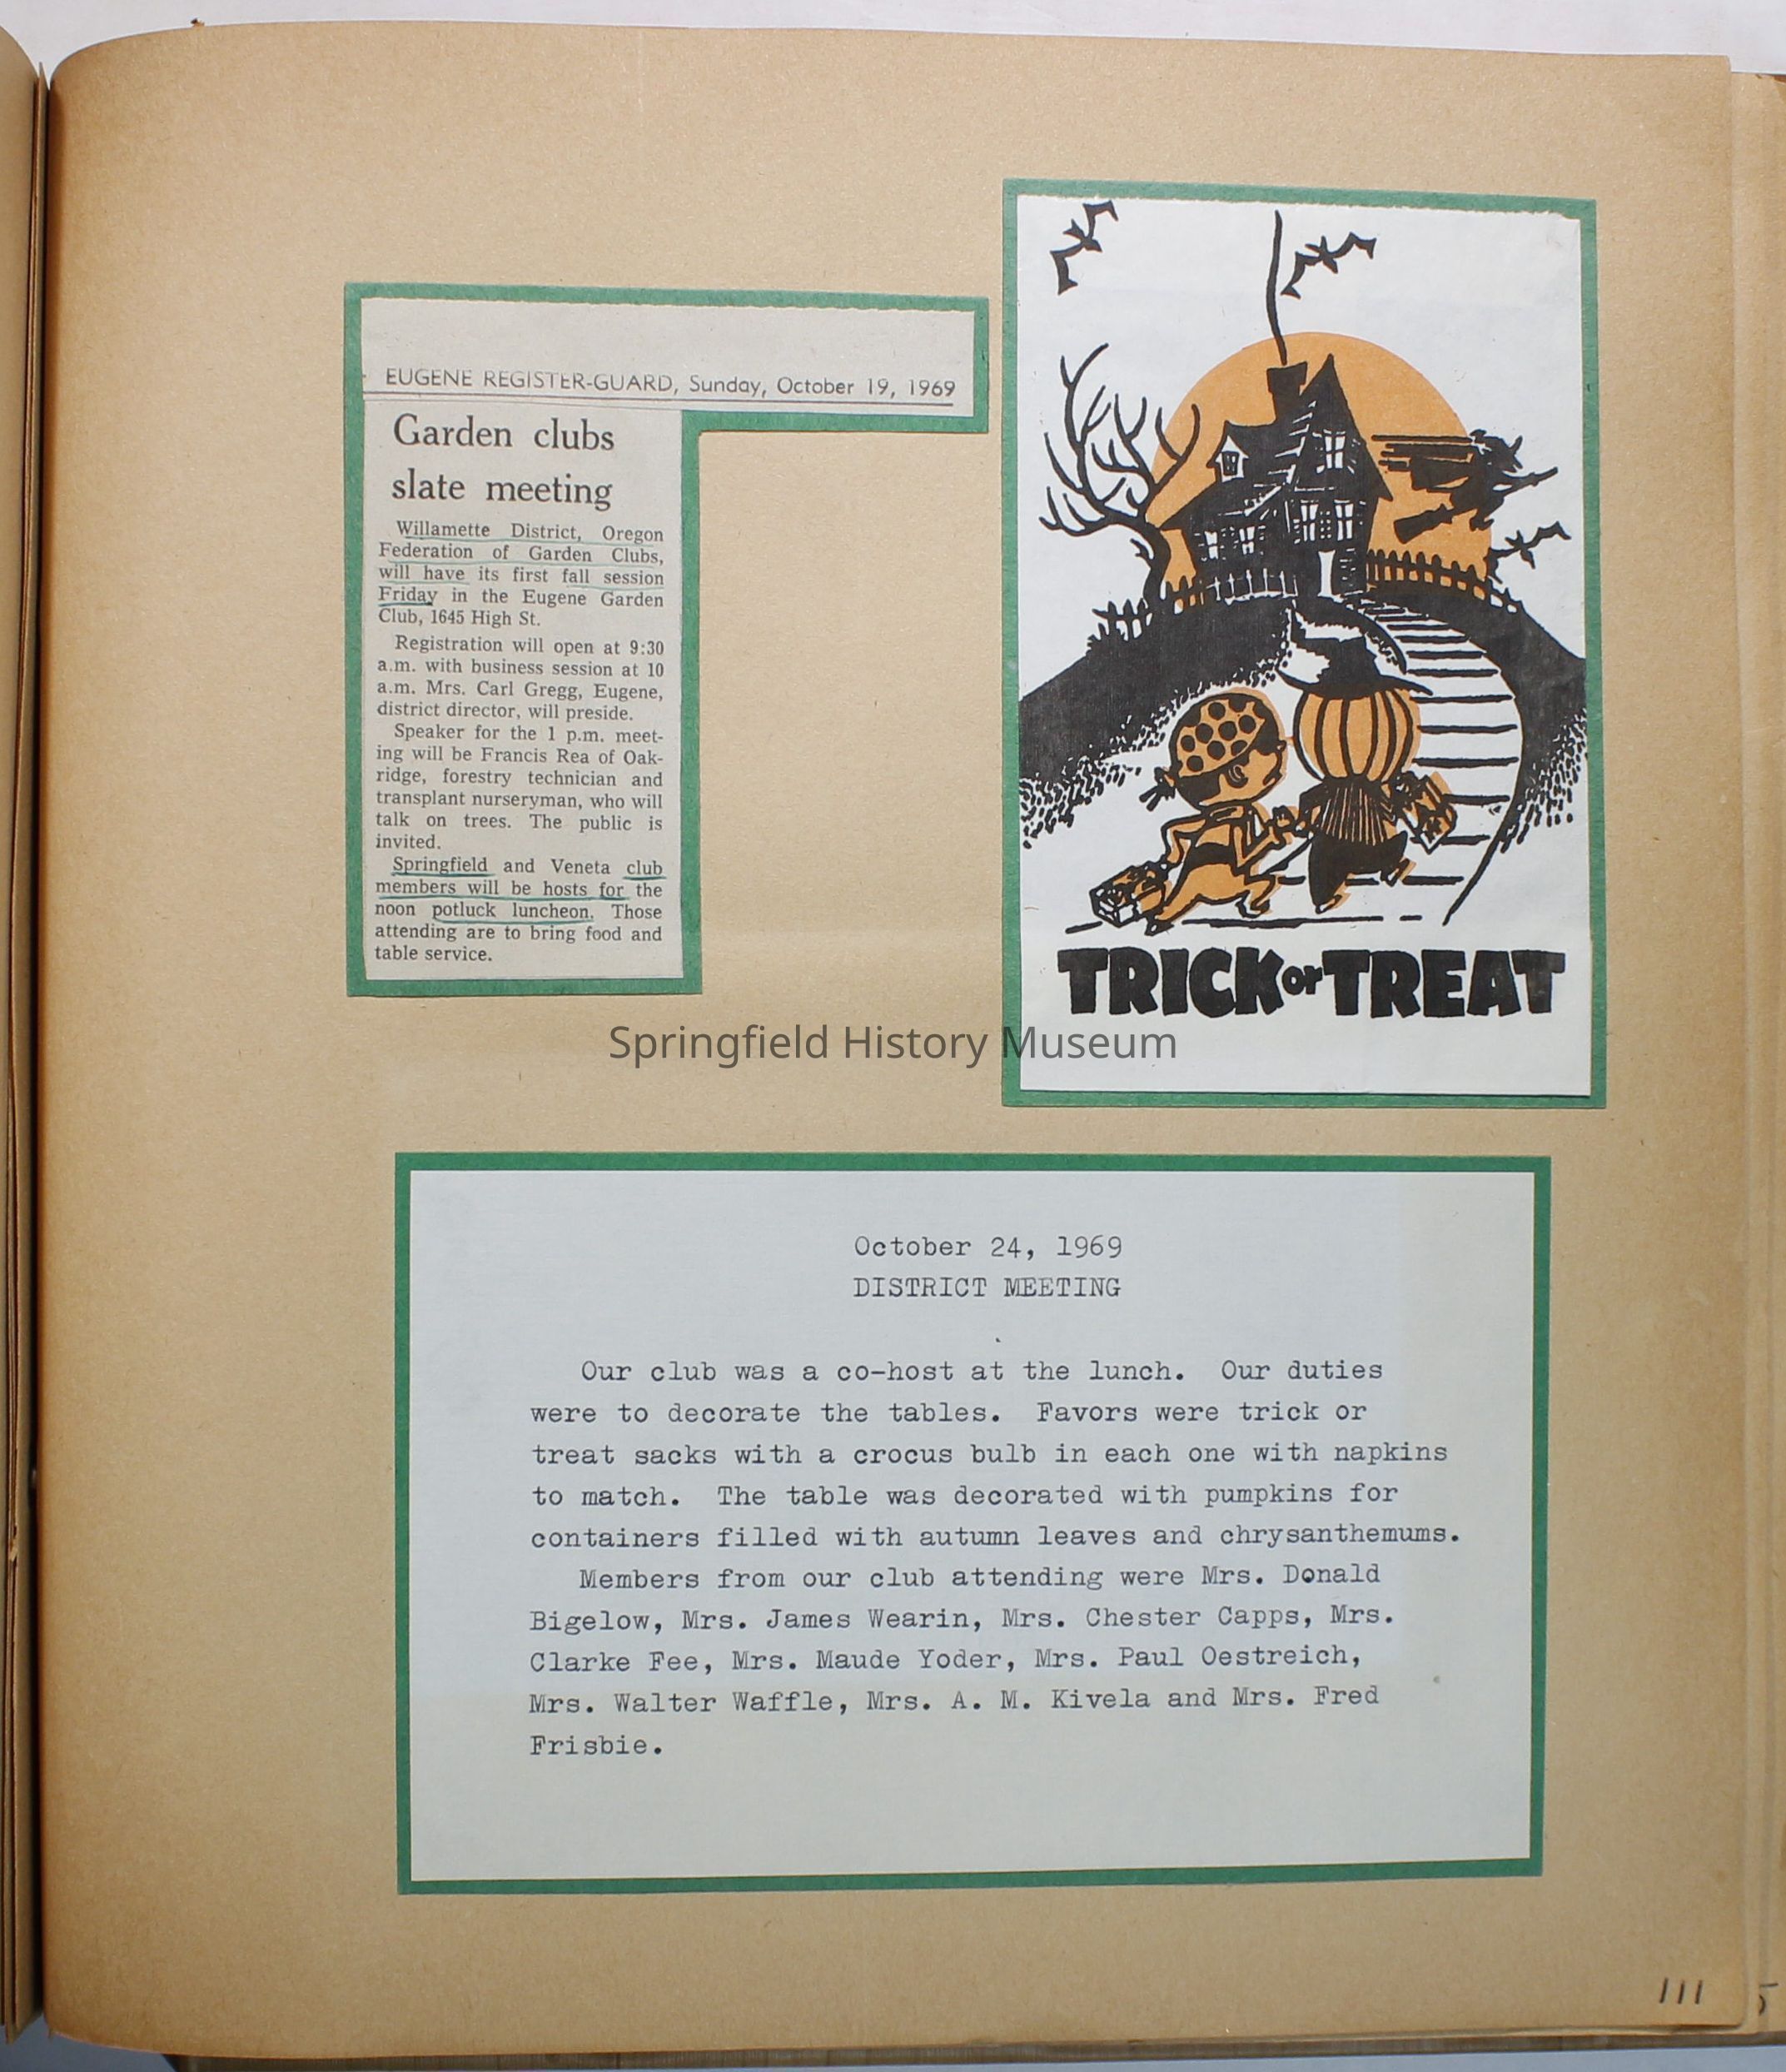 EUGENE REGISTER-GUARD, Sunday, October 19, 1969
Garden clubs
slate meeting
Willamette District, Oregon
Federation of Garden Clubs,
will have its first fall session
Friday in the Eugene Garden
Club, 1645 High St.
Registration will open at 9:30
a.m. with business session at 10
a.m. Mrs. Carl Gregg, Eugene,
district director, will preside.
Speaker for the 1 p.m. meet-
ing will be Francis Rea of Oak-
ridge, forestry technician and
transplant nurseryman, who will
talk on trees. The public is
invited.
Springfield and Veneta club
members will be hosts for the
noon potluck luncheon. Those
attending are to bring food and
table service.
TRICK or TREAT
Springfield History Museum
October 24, 1969
DISTRICT MEETING
Our club was a co-host at the lunch. Our duties
were to decorate the tables. Favors were trick or
treat sacks with a crocus bulb in each one with napkins
to match. The table was decorated with pumpkins for
containers filled with autumn leaves and chrysanthemums.
Members from our club attending were Mrs. Donald
Bigelow, Mrs. James Wearin, Mrs. Chester Capps, Mrs.
Clarke Fee, Mrs. Maude Yoder, Mrs. Paul Oestreich,
Mrs. Walter Waffle, Mrs. A. M. Kivela and Mrs. Fred
Frisbie.
111
5